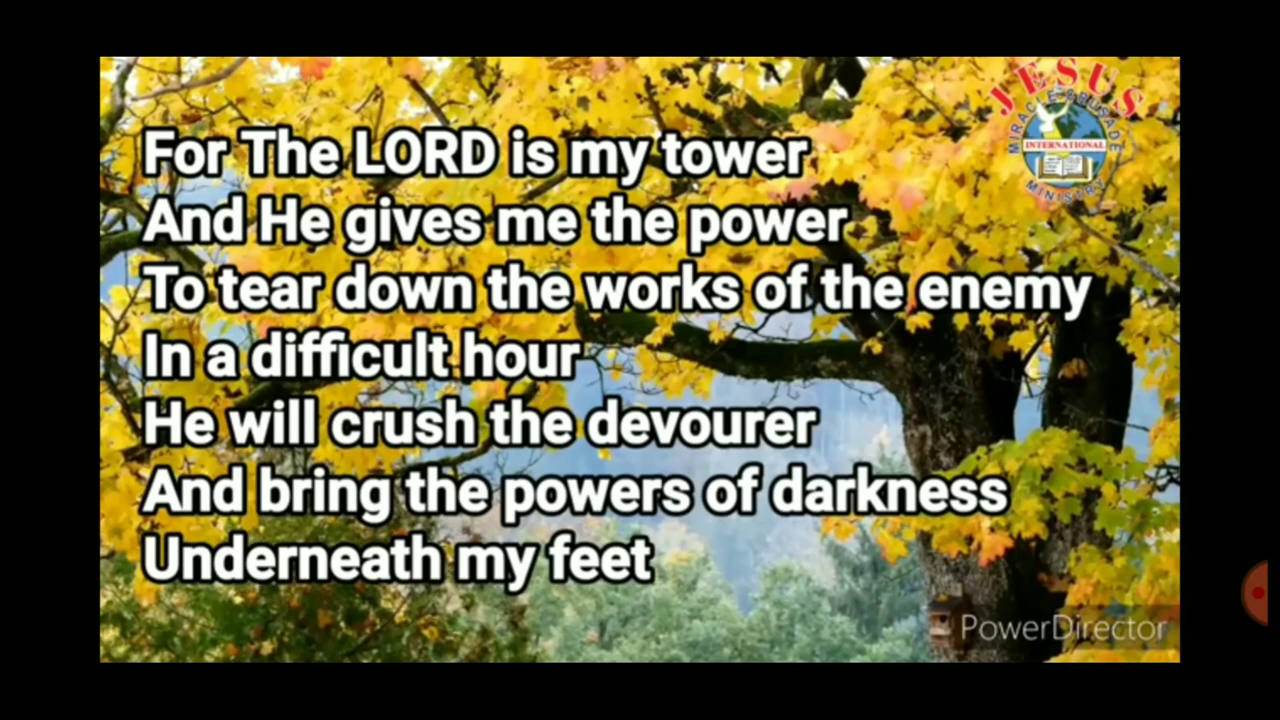 For The LORD is my tower
And He gives me the power
To tear down the works of the enemy
In a difficult hour
He will crush the devourer
And bring the powers of darkness
Underneath my feet
JESUS
MIRACLE CRUSADE
INTERNATIONAL
MINISTRY
PowerDirector